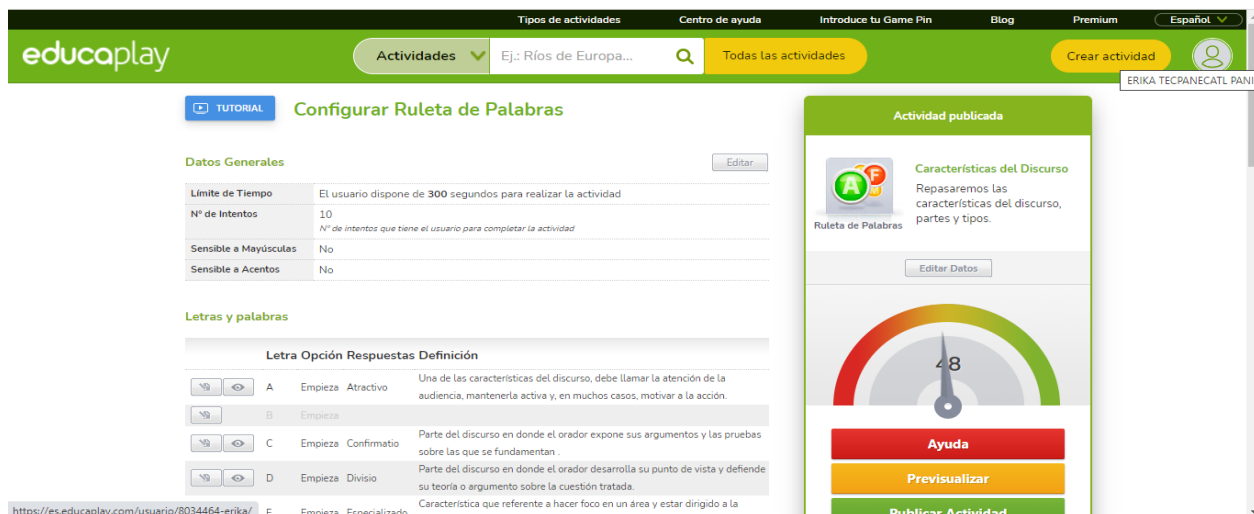 Tipos de actividades Centro de ayuda Introduce tu Game Pin Blog Premium Español
educaplay Actividades Ej.: Ríos de Europa... Todas las actividades Crear actividad
ERIKA TECPANECATL PANI
TUTORIAL Configurar Ruleta de Palabras
Datos Generales Editar
Límite de Tiempo El usuario dispone de 300 segundos para realizar la actividad
Nº de Intentos 10
Nº de intentos que tiene el usuario para completar la actividad
Sensible a Mayúsculas No
Sensible a Acentos No
Letras y palabras
Letra Opción Respuestas Definición
A Empieza Atractivo Una de las características del discurso, debe llamar la atención de la
audiencia, mantenerla activa y, en muchos casos, motivar a la acción.
B Empieza
C Empieza Confirmatio Parte del discurso en donde el orador expone sus argumentos y las pruebas
sobre las que se fundamentan .
D Empieza Divisio Parte del discurso en donde el orador desarrolla su punto de vista y defiende
su teoría o argumento sobre la cuestión tratada.
E Empieza Especializado Característica que referente a hacer foco en un área y estar dirigido a la
https://es.educaplay.com/usuario/8034464-erika/
Actividad publicada
A F
Ruleta de Palabras
Características del Discurso
Repasaremos las
características del discurso,
partes y tipos.
Editar Datos
48
Ayuda
Previsualizar
Publicar Actividad